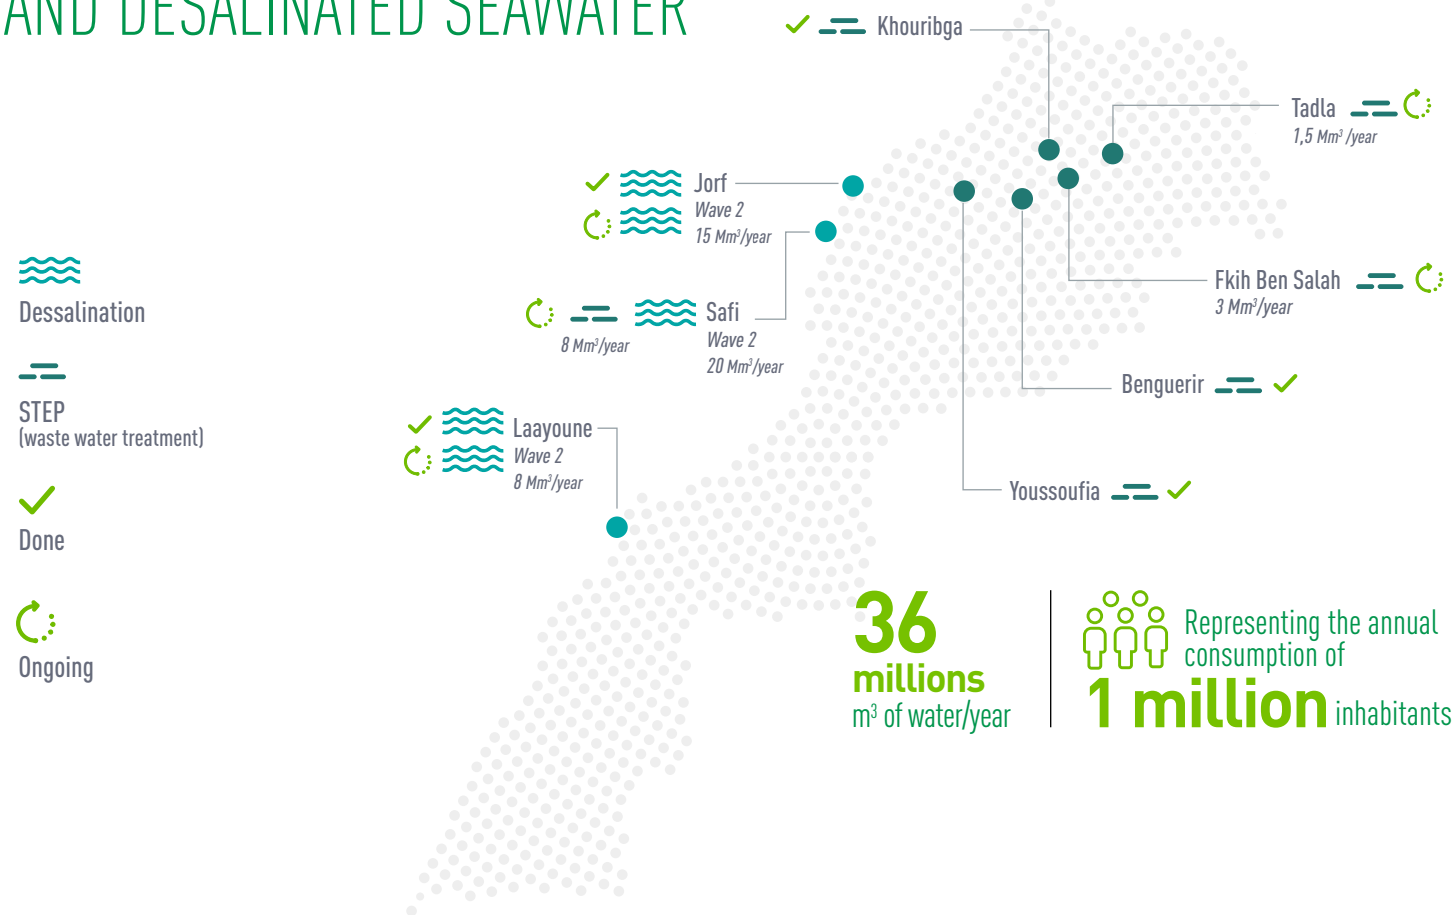 AND DESALINATED SEAWATER
Khouribga
Tadla
1,5 Mm³ /year
Jorf
Wave 2
15 Mm³/year
Dessalination
Fkih Ben Salah
3 Mm³/year
8 Mm³/year
Safi
Wave 2
20 Mm³/year
STEP
(waste water treatment)
Benguerir
Laayoune
Wave 2
8 Mm³/year
Youssoufia
Done
Ongoing
36
millions
m³ of water/year
Representing the annual
consumption of
1 million inhabitants